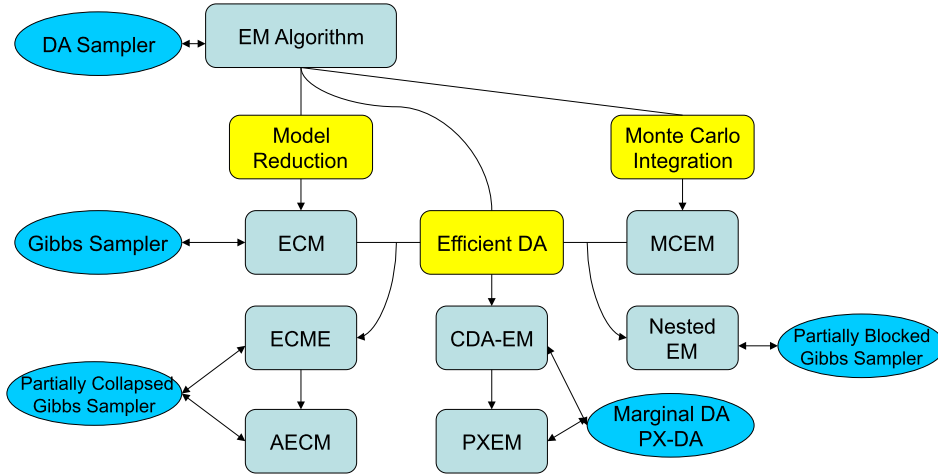 DA Sampler
EM Algorithm
Model
Reduction
Monte Carlo
Integration
Gibbs Sampler
ECM
Efficient DA
MCEM
ECME
CDA-EM
Nested
EM
Partially Blocked
Gibbs Sampler
Partially Collapsed
Gibbs Sampler
AECM
PXEM
Marginal DA
PX-DA